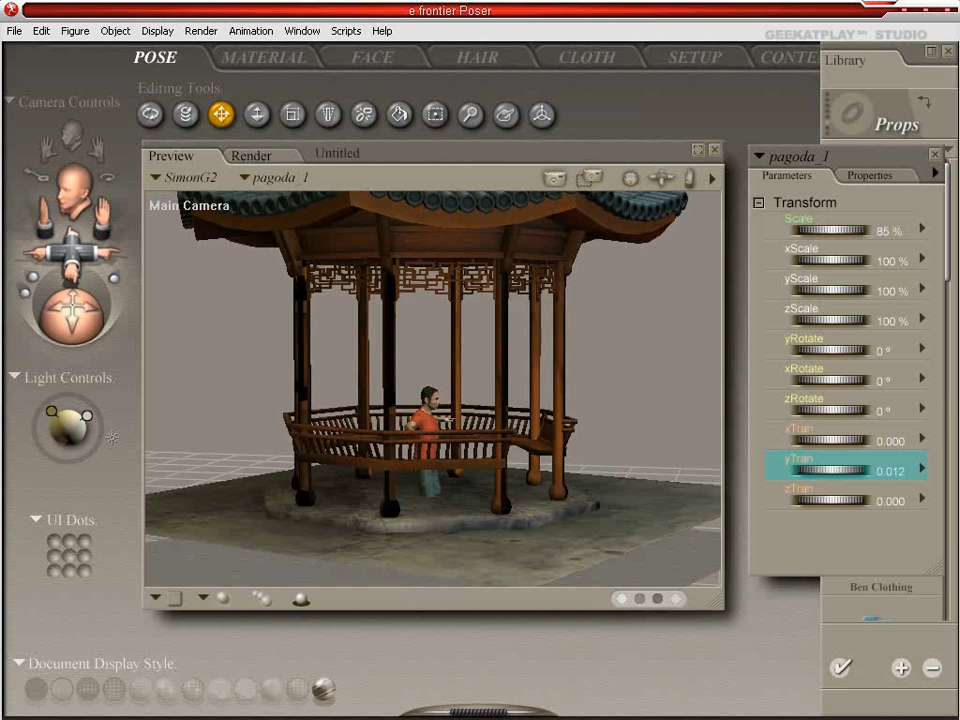 e frontier Poser
File Edit Figure Object Display Render Animation Window Scripts Help
GEEKATPLAY STUDIO
POSE MATERIAL FACE HAIR CLOTH SETUP CONTE
Library
Props
Camera Controls
Editing Tools.
Preview Render Untitled
SimonG2 pagoda_1
Main Camera
pagoda_1
Parameters Properties
Transform
Scale
85 %
xScale
100 %
yScale
100 %
zScale
100 %
yRotate
0 º
xRotate
0 º
zRotate
0 º
xTran
0.000
yTran
0.012
zTran
0.000
Light Controls.
UI Dots.
Ben Clothing
Document Display Style.